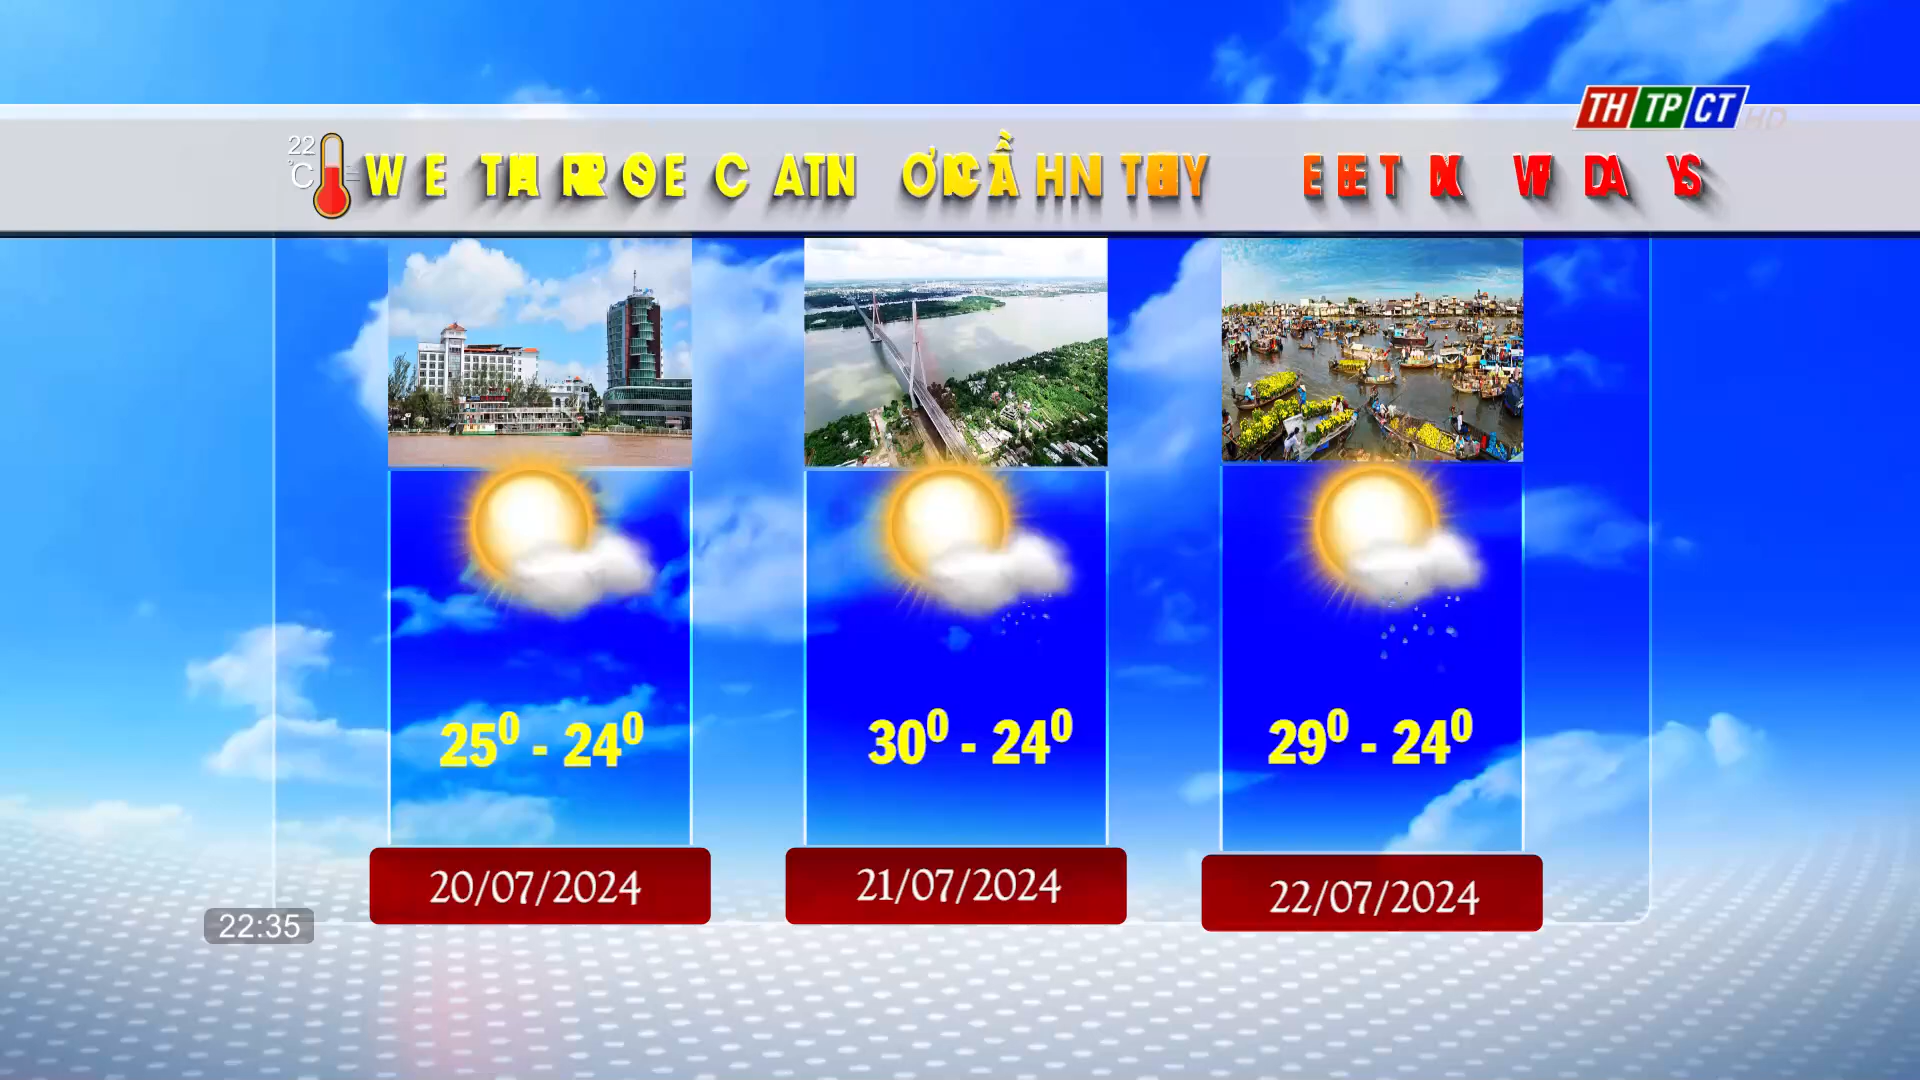 THTPCT HD
22
°C
25⁰ - 24⁰
30⁰ - 24⁰
29⁰ - 24⁰
20/07/2024
21/07/2024
22/07/2024
22:35